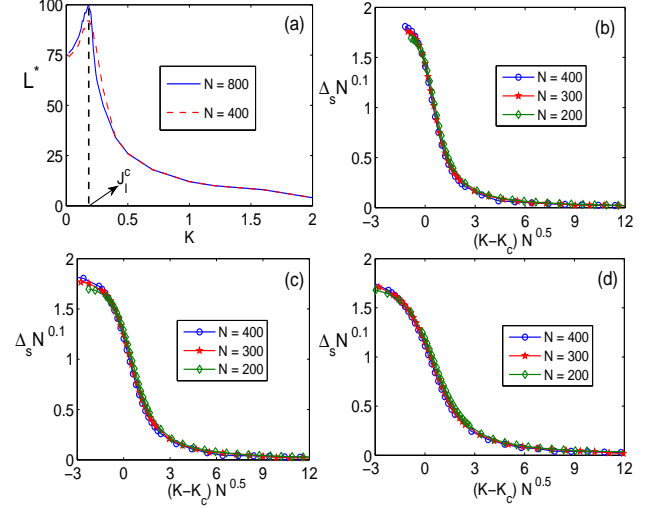 (a)
L*
100
75
50
25
0
N = 800
N = 400
J_l^c
0
0.5
1
1.5
2
K
(b)
Δ_s N^0.1
2
1.5
1
0.5
0
N = 400
N = 300
N = 200
−3
0
3
6
9
12
(K−K_c) N^0.5
(c)
Δ_s N^0.1
2
1.5
1
0.5
0
N = 400
N = 300
N = 200
−3
0
3
6
9
12
(K−K_c) N^0.5
(d)
Δ_s N^0.1
2
1.5
1
0.5
0
N = 400
N = 300
N = 200
−3
0
3
6
9
12
(K−K_c) N^0.5